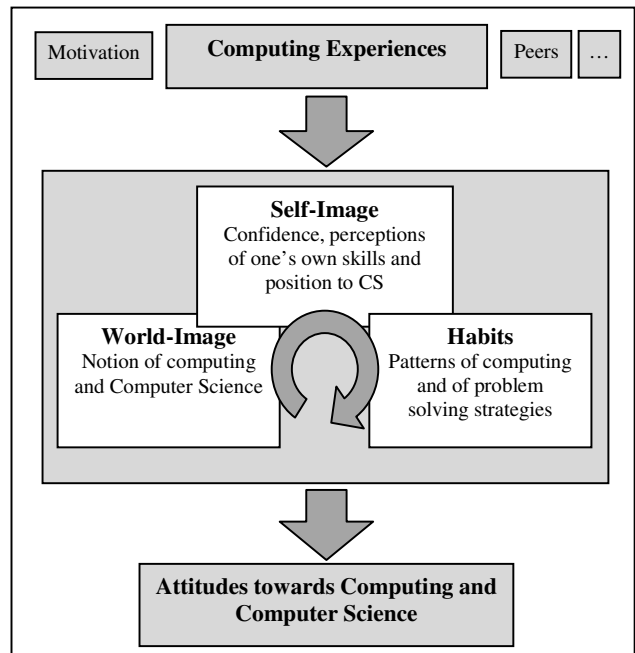 Motivation
Computing Experiences
Peers
…
Self-Image
Confidence, perceptions
of one's own skills and
position to CS
World-Image
Notion of computing
and Computer Science
Habits
Patterns of computing
and of problem
solving strategies
Attitudes towards Computing and
Computer Science